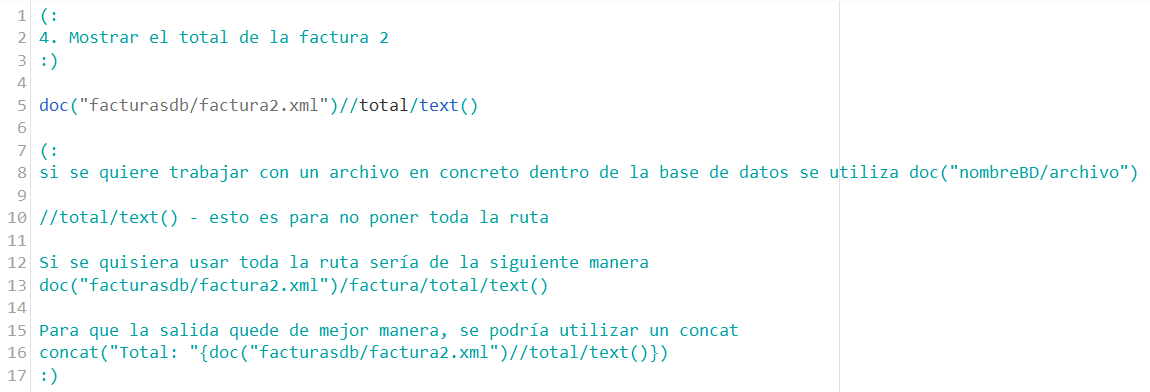 1 (:
2 4. Mostrar el total de la factura 2
3 :)
4
5 doc("facturasdb/factura2.xml")//total/text()
6
7 (:
8 si se quiere trabajar con un archivo en concreto dentro de la base de datos se utiliza doc("nombreBD/archivo")
9
10 //total/text() - esto es para no poner toda la ruta
11
12 Si se quisiera usar toda la ruta sería de la siguiente manera
13 doc("facturasdb/factura2.xml")/factura/total/text()
14
15 Para que la salida quede de mejor manera, se podría utilizar un concat
16 concat("Total: "{doc("facturasdb/factura2.xml")//total/text()})
17 :)